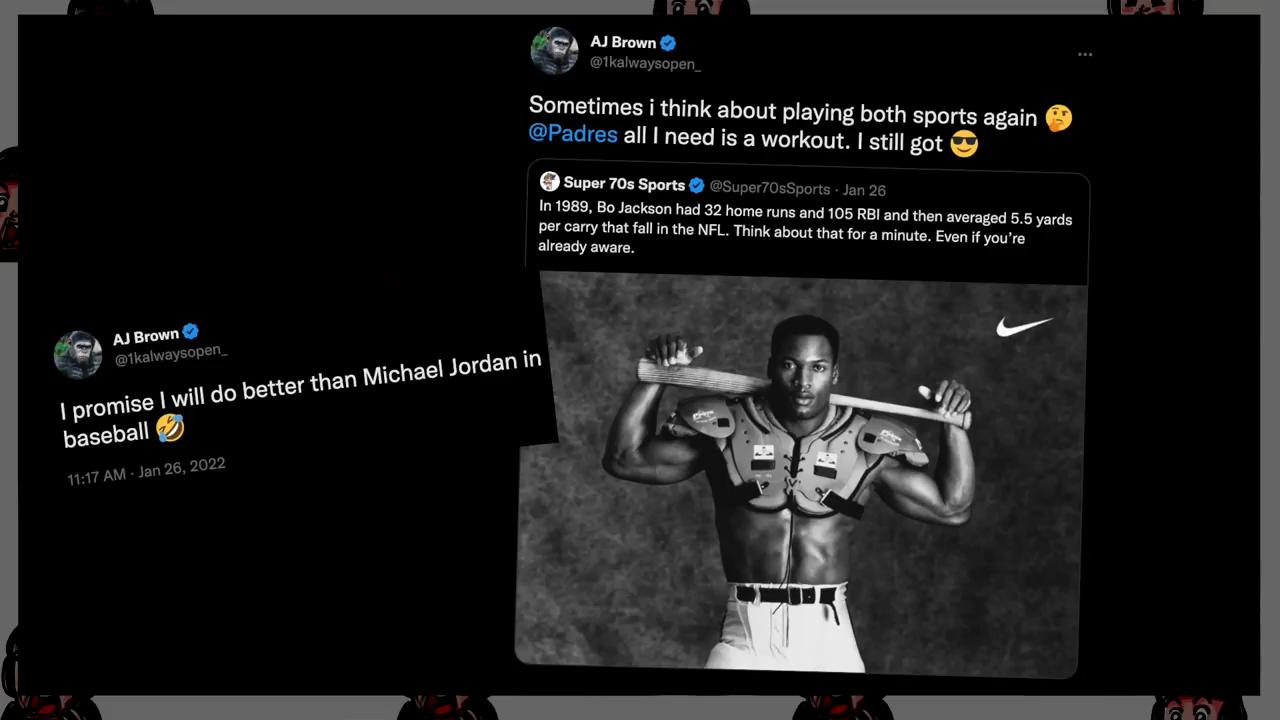 AJ Brown
@1kalwaysopen_
Sometimes i think about playing both sports again 🤔
@Padres all I need is a workout. I still got 😎
Super 70s Sports @Super70sSports · Jan 26
In 1989, Bo Jackson had 32 home runs and 105 RBI and then averaged 5.5 yards
per carry that fall in the NFL. Think about that for a minute. Even if you're
already aware.
AJ Brown
@1kalwaysopen_
I promise I will do better than Michael Jordan in
baseball 🤣
11:17 AM · Jan 26, 2022